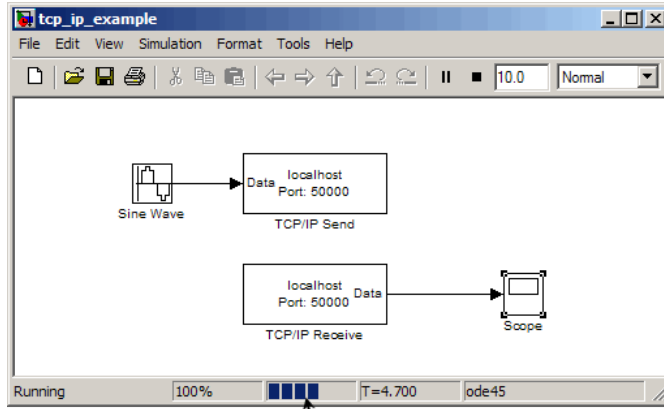 tcp_ip_example
File Edit View Simulation Format Tools Help
10.0 Normal
Data localhost
Port: 50000
Sine Wave
TCP/IP Send
localhost
Port: 50000 Data
TCP/IP Receive
Scope
Running 100% T=4.700 ode45